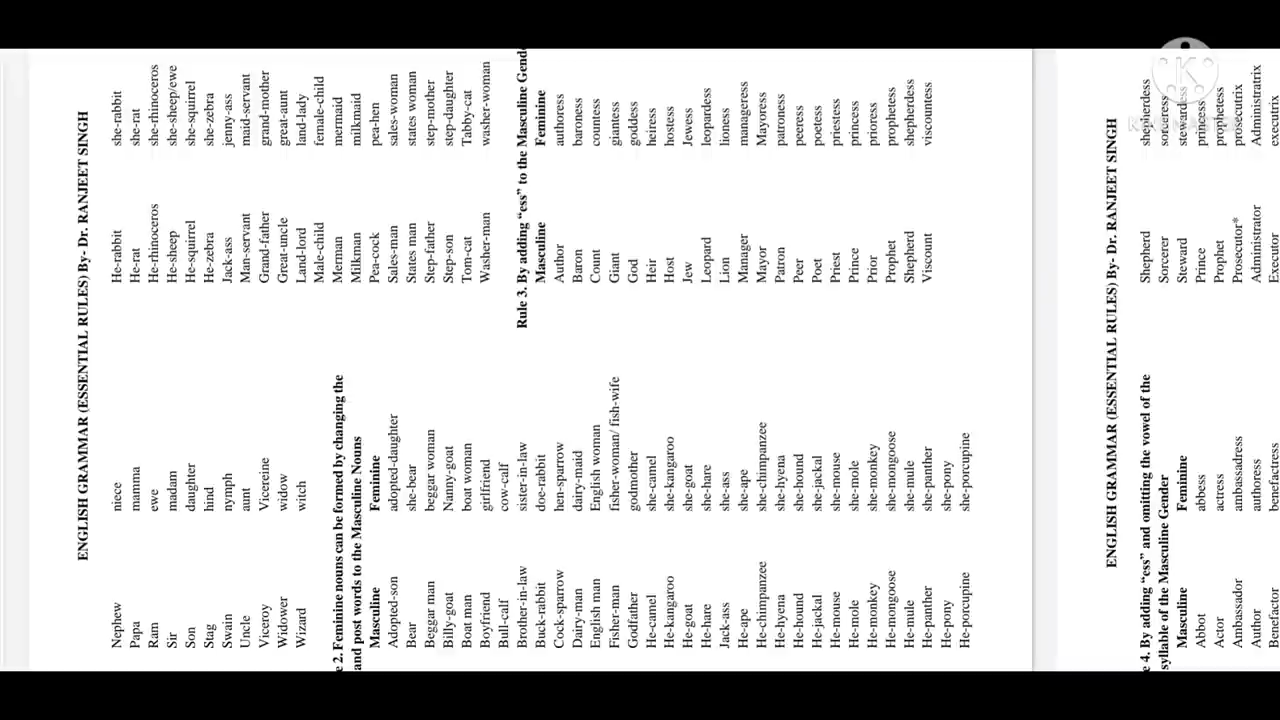 ENGLISH GRAMMAR (ESSENTIAL RULES) By- Dr. RANJEET SINGH
Nephew niece
Papa mamma
Ram ewe
Sir madam
Son daughter
Stag hind
Swain nymph
Uncle aunt
Viceroy Vicereine
Widower widow
Wizard witch
e 2. Feminine nouns can be formed by changing the
and post words to the Masculine Nouns
Masculine Feminine
Adopted-son adopted-daughter
Bear she-bear
Beggar man beggar woman
Billy-goat Nanny-goat
Boat man boat woman
Boyfriend girlfriend
Bull-calf cow-calf
Brother-in-law sister-in-law
Buck-rabbit doe-rabbit
Cock-sparrow hen-sparrow
Dairy-man dairy-maid
English man English woman
Fisher-man fisher-woman/ fish-wife
Godfather godmother
He-camel she-camel
He-kangaroo she-kangaroo
He-goat she-goat
He-hare she-hare
Jack-ass she-ass
He-ape she-ape
He-chimpanzee she-chimpanzee
He-hyena she-hyena
He-hound she-hound
He-jackal she-jackal
He-mouse she-mouse
He-mole she-mole
He-monkey she-monkey
He-mongoose she-mongoose
He-mule she-mule
He-panther she-panther
He-pony she-pony
He-porcupine she-porcupine
He-rabbit she-rabbit
He-rat she-rat
He-rhinoceros she-rhinoceros
He-sheep she-sheep/ewe
He-squirrel she-squirrel
He-zebra she-zebra
Jack-ass jenny-ass
Man-servant maid-servant
Grand-father grand-mother
Great-uncle great-aunt
Land-lord land-lady
Male-child female-child
Merman mermaid
Milkman milkmaid
Pea-cock pea-hen
Sales-man sales-woman
States man states woman
Step-father step-mother
Step-son step-daughter
Tom-cat Tabby-cat
Washer-man washer-woman
Rule 3. By adding “ess” to the Masculine Gende
Masculine Feminine
Author authoress
Baron baroness
Count countess
Giant giantess
God goddess
Heir heiress
Host hostess
Jew Jewess
Leopard leopardess
Lion lioness
Manager manageress
Mayor Mayoress
Patron patroness
Peer peeress
Poet poetess
Priest priestess
Prince princess
Prior prioress
Prophet prophetess
Shepherd shepherdess
Viscount viscountess
ENGLISH GRAMMAR (ESSENTIAL RULES) By- Dr. RANJEET SINGH
e 4. By adding “ess” and omitting the vowel of the
syllable of the Masculine Gender
Masculine Feminine
Abbot abbess
Actor actress
Ambassador ambassadress
Author authoress
Benefactor benefactress
Shepherd shepherdess
Sorcerer sorceress
Steward stewardess
Prince princess
Prophet prophetess
Prosecutor* prosecutrix
Administrator Administratrix
Executor executrix